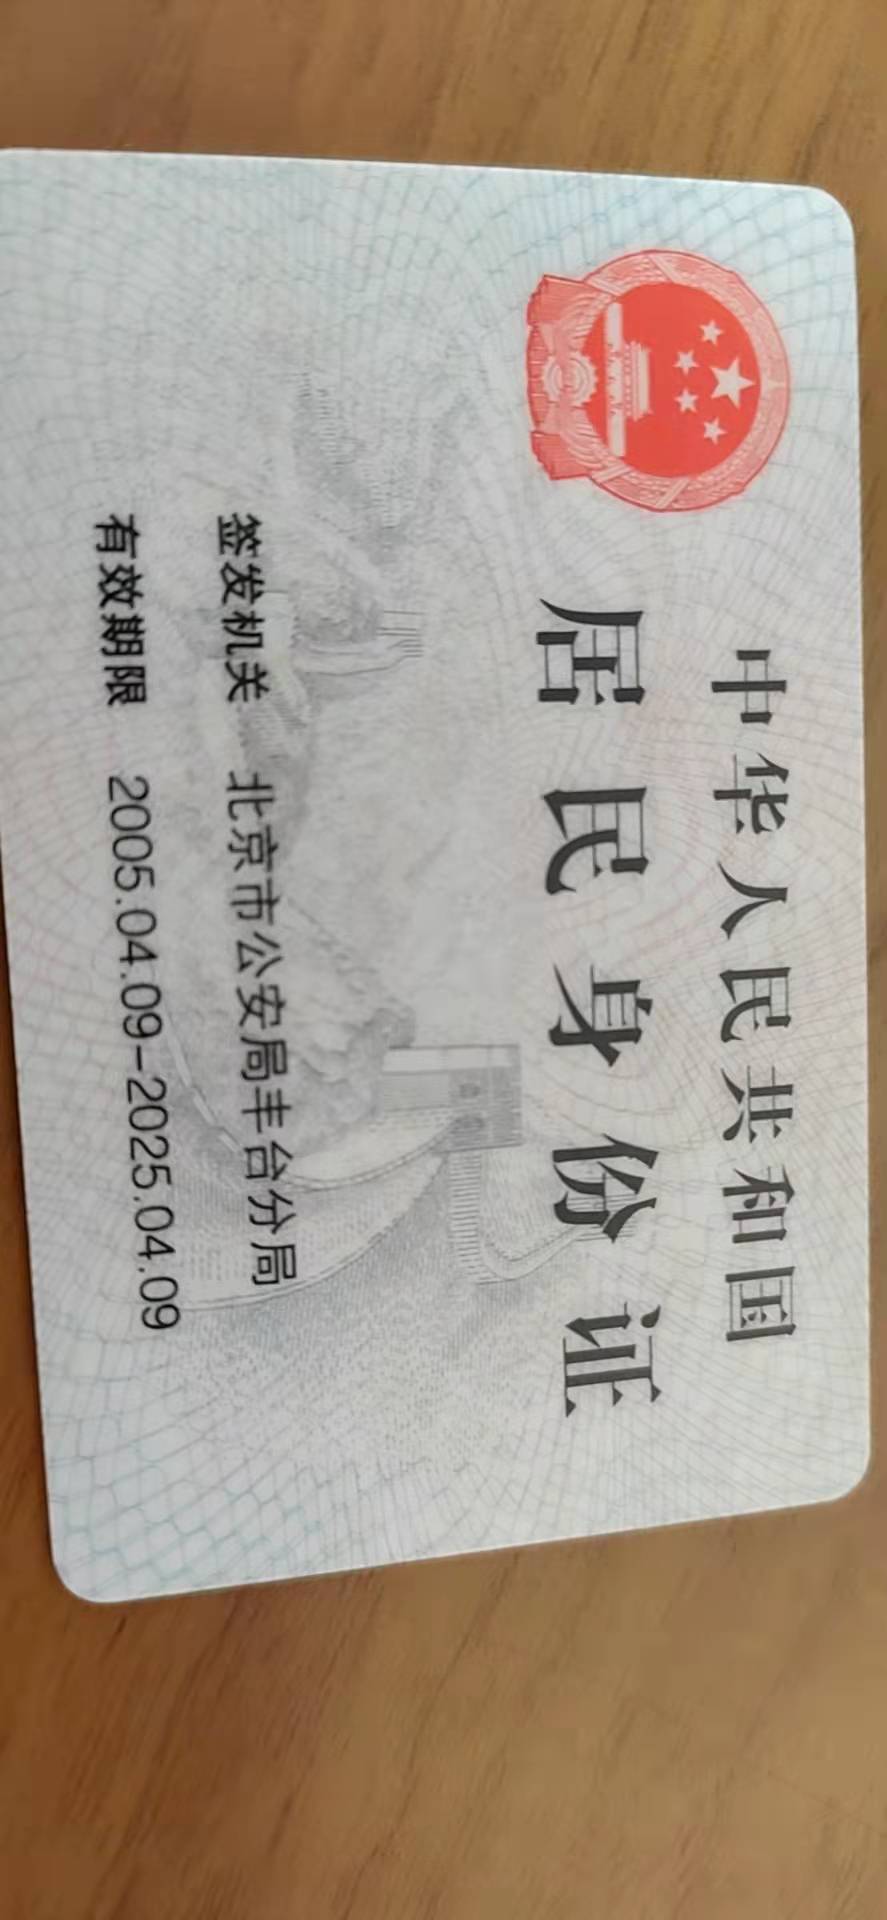 中华人民共和国
居民身份证
签发机关 北京市公安局丰台分局
有效期限 2005.04.09-2025.04.09